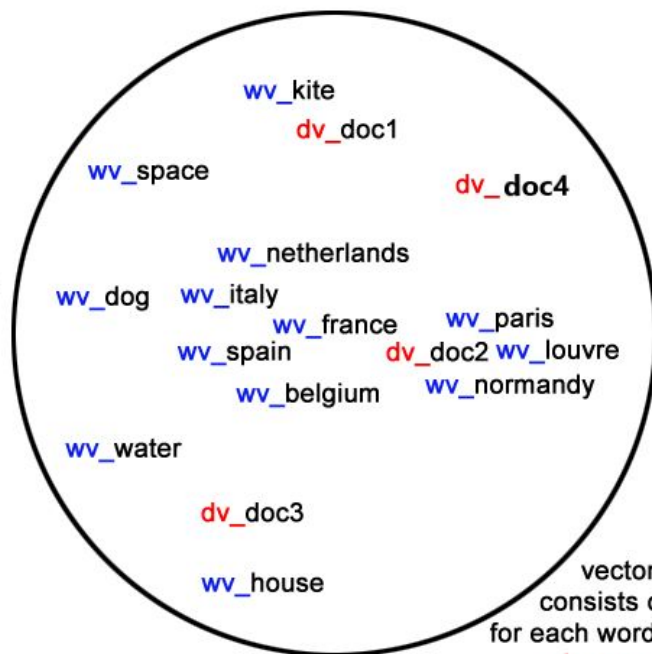 wv_kite
dv_doc1
wv_space
dv_doc4
wv_netherlands
wv_dog
wv_italy
wv_france
wv_paris
wv_spain
dv_doc2
wv_louvre
wv_belgium
wv_normandy
wv_water
dv_doc3
wv_house
vector
consists
for each word